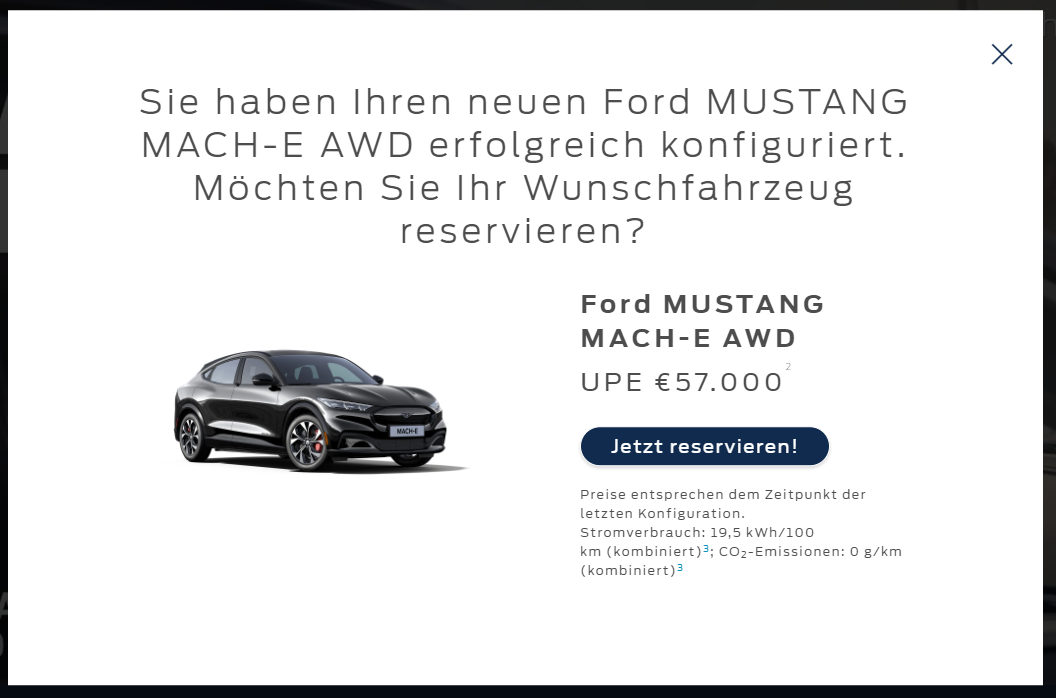 Sie haben Ihren neuen Ford MUSTANG
MACH-E AWD erfolgreich konfiguriert.
Möchten Sie Ihr Wunschfahrzeug
reservieren?
Ford MUSTANG
MACH-E AWD
UPE €57.000²
MACH-E
Jetzt reservieren!
Preise entsprechen dem Zeitpunkt der
letzten Konfiguration.
Stromverbrauch: 19,5 kWh/100
km (kombiniert)³; CO₂-Emissionen: 0 g/km
(kombiniert)³